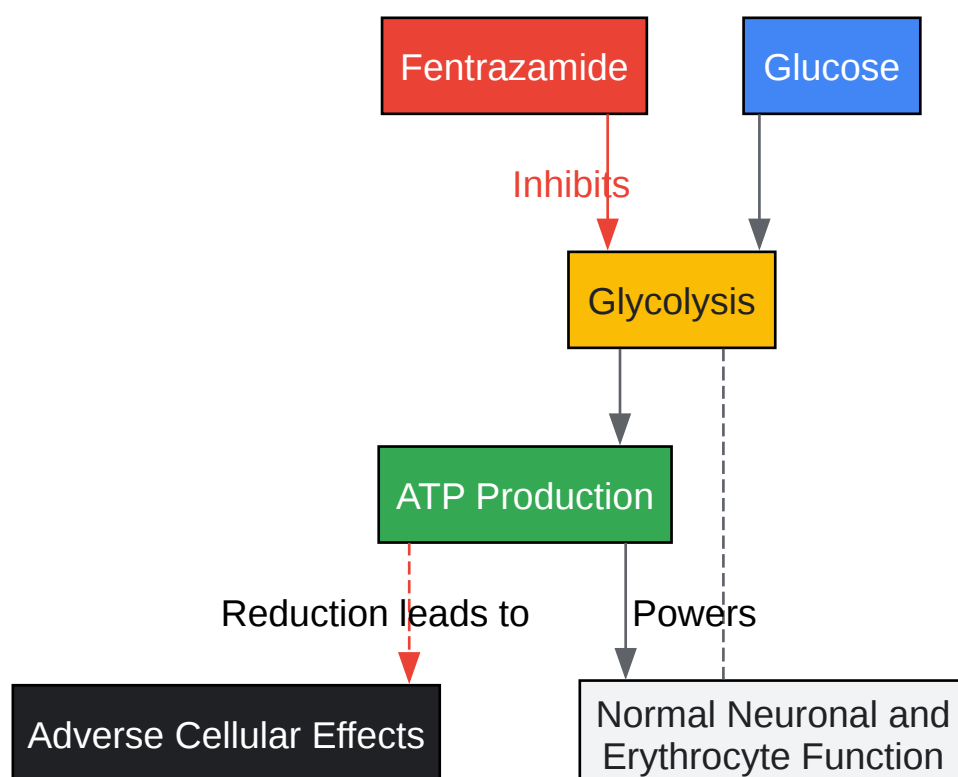 Fentrazamide
Glucose
Inhibits
Glycolysis
ATP Production
Reduction leads to
Powers
Adverse Cellular Effects
Normal Neuronal and
Erythrocyte Function